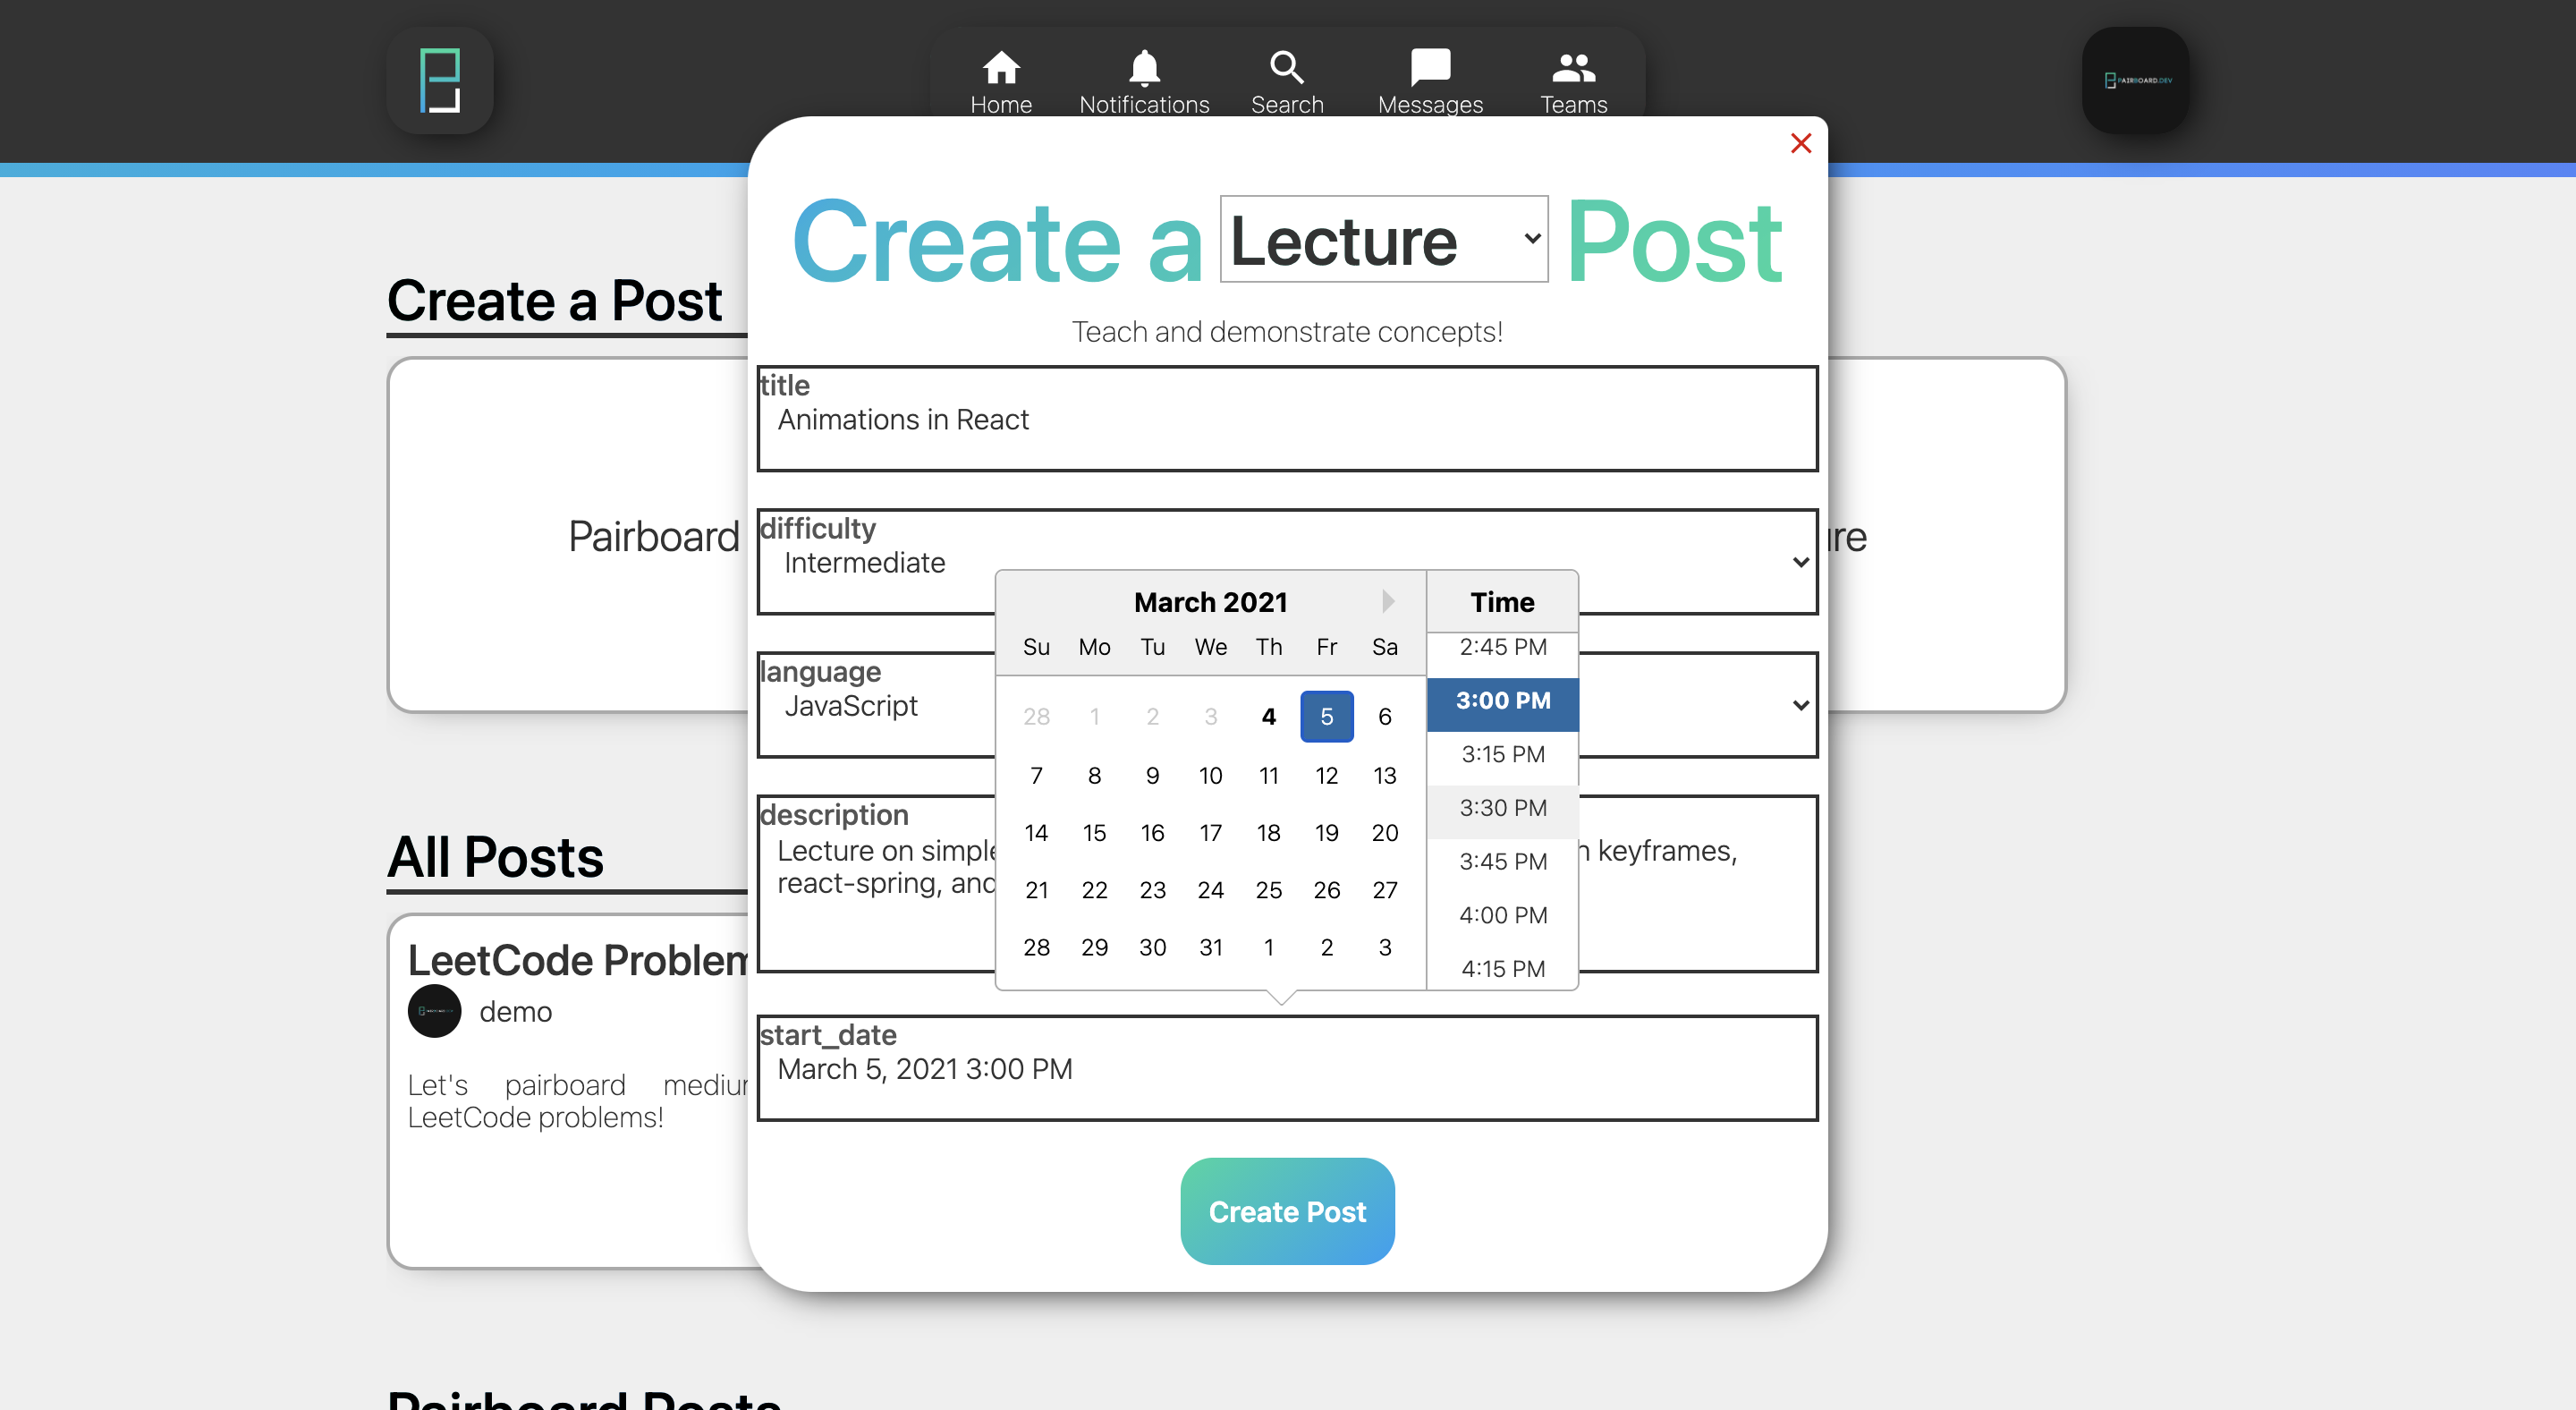 Home Notifications Search Messages Teams
PAIRBOARD.DEV
Create a Lecture Post
Teach and demonstrate concepts!
title
Animations in React
difficulty
Intermediate
language
JavaScript
description
Lecture on simple keyframes,
react-spring, and
March 2021
Su Mo Tu We Th Fr Sa
28 1 2 3 4 5 6
7 8 9 10 11 12 13
14 15 16 17 18 19 20
21 22 23 24 25 26 27
28 29 30 31 1 2 3
Time
2:45 PM
3:00 PM
3:15 PM
3:30 PM
3:45 PM
4:00 PM
4:15 PM
start_date
March 5, 2021 3:00 PM
Create Post
Create a Post
Pairboard
All Posts
LeetCode Problem
demo
Let's pairboard medium
LeetCode problems!
Pairboard Posts